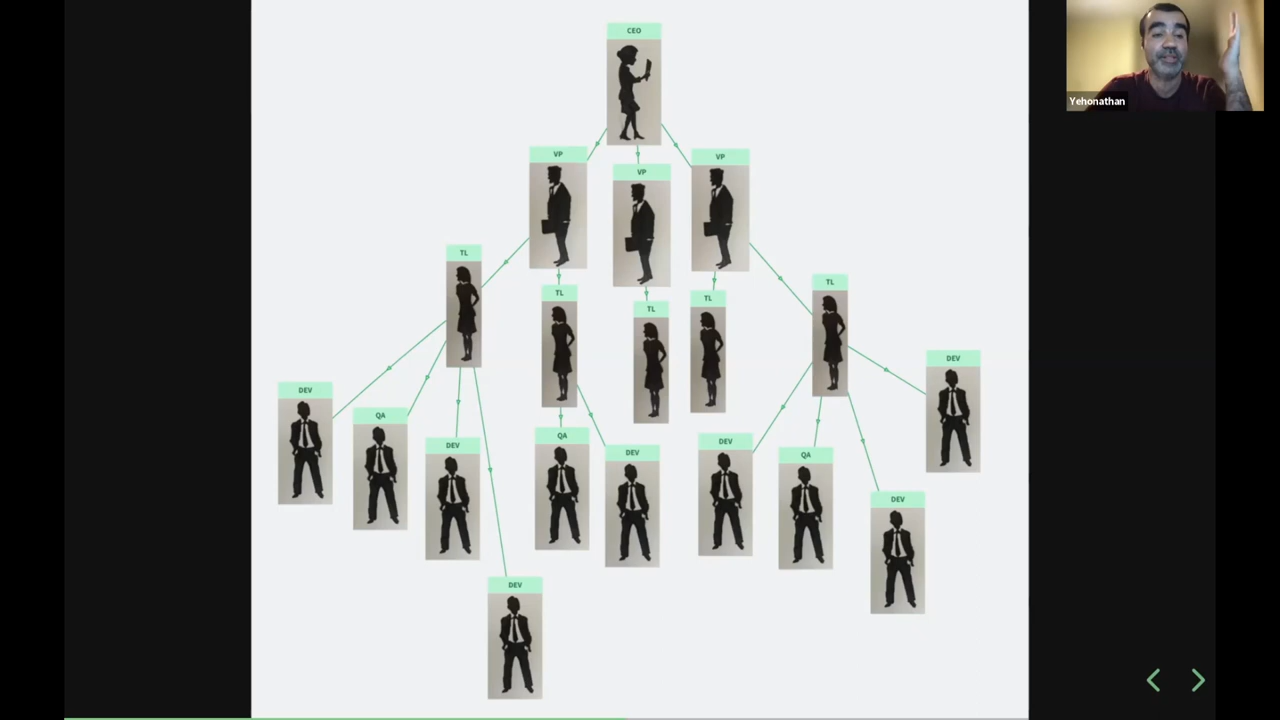 CEO
Yehonathan
VP
VP
VP
TL
TL
TL
TL
TL
DEV
DEV
QA
QA
DEV
DEV
DEV
QA
DEV
DEV